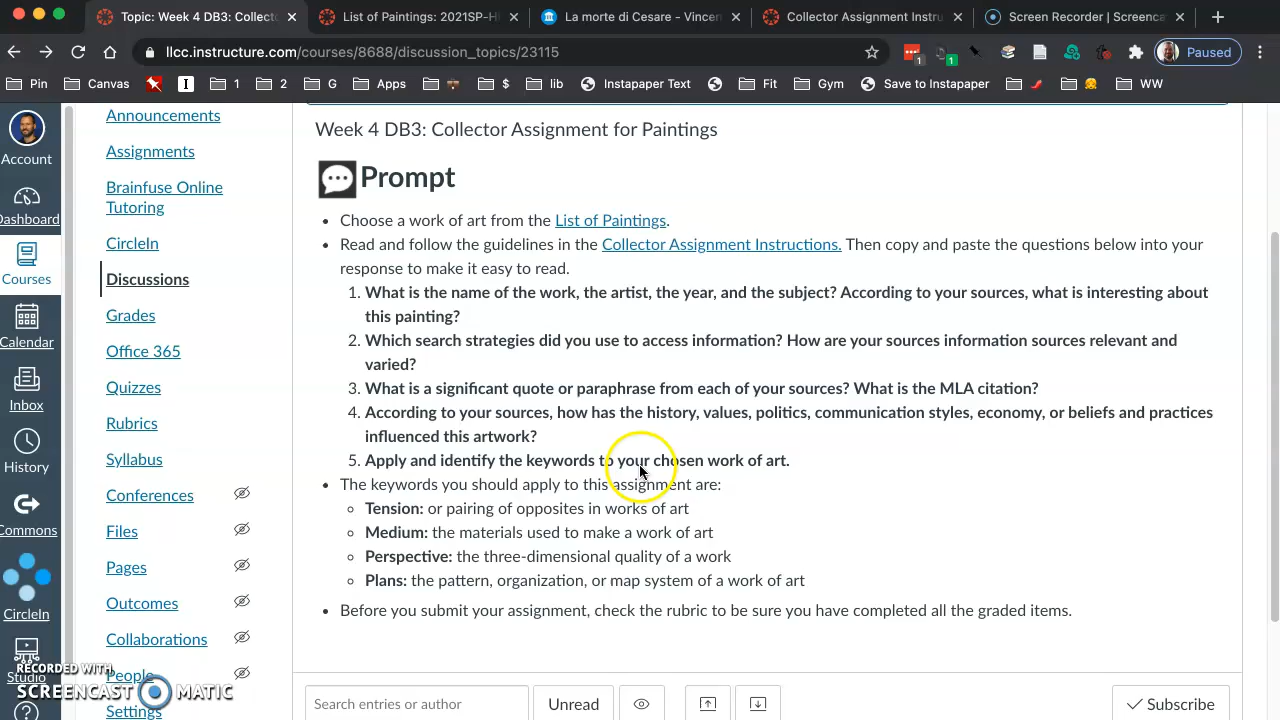 Topic: Week 4 DB3: Collecto
List of Paintings: 2021SP-H
La morte di Cesare - Vincen
Collector Assignment Instru
Screen Recorder | Screenca
llcc.instructure.com/courses/8688/discussion_topics/23115
1
1
Paused
Pin
Canvas
1
2
G
Apps
$
lib
Instapaper Text
Fit
Gym
Save to Instapaper
WW
Account
Dashboard
Courses
Calendar
Inbox
History
Commons
CircleIn
Studio
Announcements
Assignments
Brainfuse Online
Tutoring
CircleIn
Discussions
Grades
Office 365
Quizzes
Rubrics
Syllabus
Conferences
Files
Pages
Outcomes
Collaborations
People
Settings
Week 4 DB3: Collector Assignment for Paintings
Prompt
• Choose a work of art from the List of Paintings.
• Read and follow the guidelines in the Collector Assignment Instructions. Then copy and paste the questions below into your
response to make it easy to read.
1. What is the name of the work, the artist, the year, and the subject? According to your sources, what is interesting about
this painting?
2. Which search strategies did you use to access information? How are your sources information sources relevant and
varied?
3. What is a significant quote or paraphrase from each of your sources? What is the MLA citation?
4. According to your sources, how has the history, values, politics, communication styles, economy, or beliefs and practices
influenced this artwork?
5. Apply and identify the keywords to your chosen work of art.
• The keywords you should apply to this assignment are:
◦ Tension: or pairing of opposites in works of art
◦ Medium: the materials used to make a work of art
◦ Perspective: the three-dimensional quality of a work
◦ Plans: the pattern, organization, or map system of a work of art
• Before you submit your assignment, check the rubric to be sure you have completed all the graded items.
Search entries or author
Unread
Subscribe
RECORDED WITH
SCREENCAST MATIC